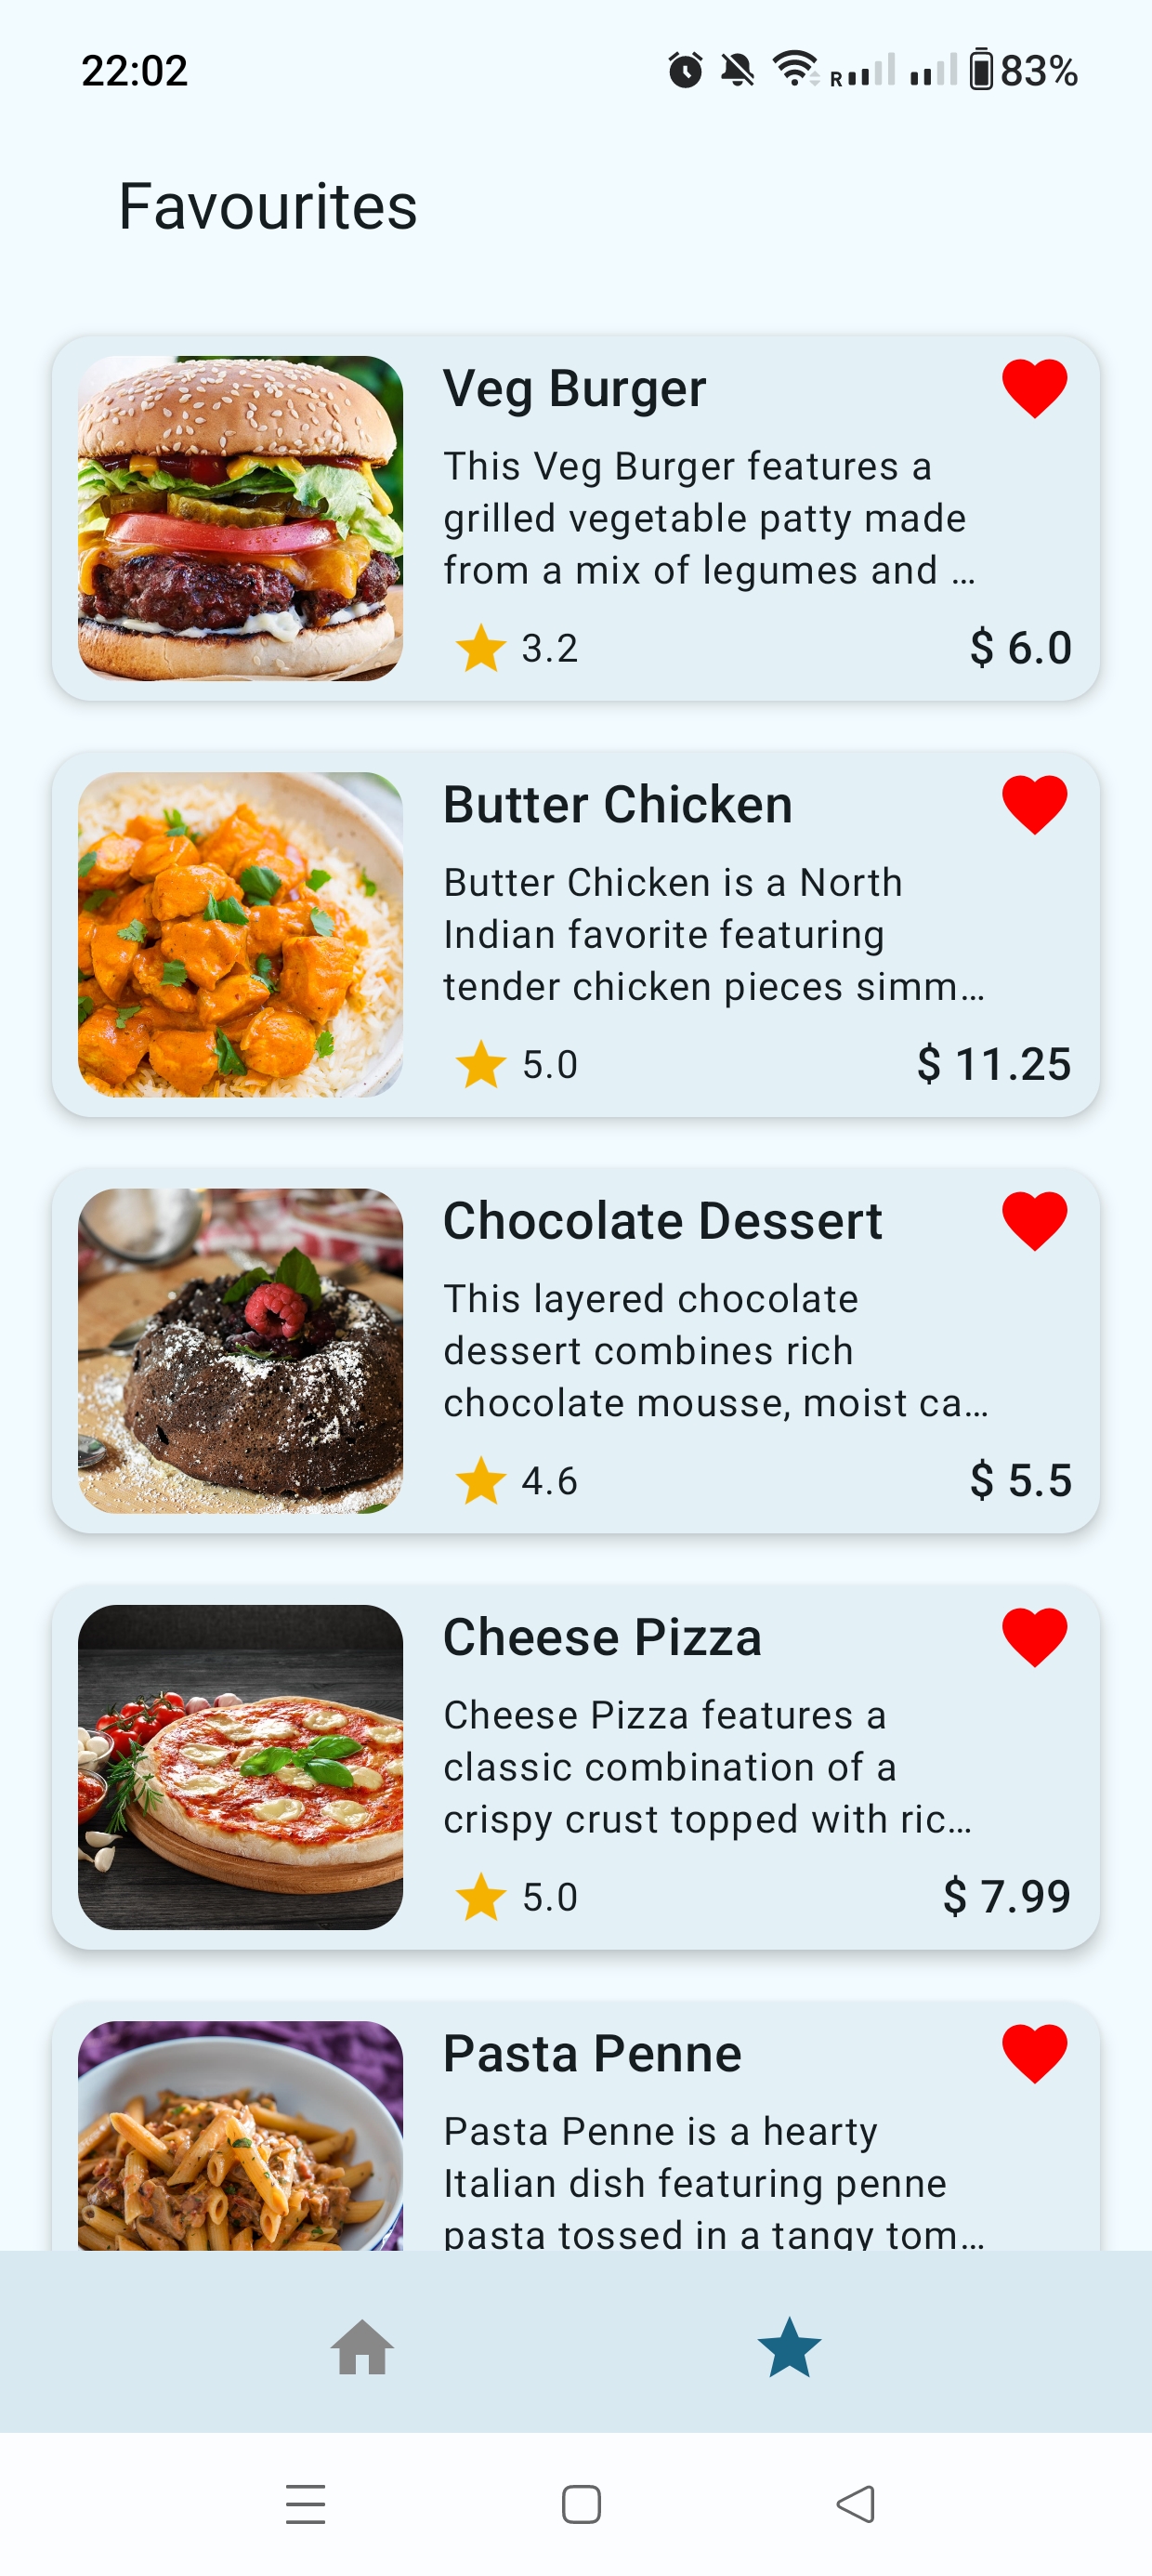 22:02
R
83%
Favourites
Veg Burger
This Veg Burger features a
grilled vegetable patty made
from a mix of legumes and ...
3.2
$ 6.0
Butter Chicken
Butter Chicken is a North
Indian favorite featuring
tender chicken pieces simm...
5.0
$ 11.25
Chocolate Dessert
This layered chocolate
dessert combines rich
chocolate mousse, moist ca...
4.6
$ 5.5
Cheese Pizza
Cheese Pizza features a
classic combination of a
crispy crust topped with ric...
5.0
$ 7.99
Pasta Penne
Pasta Penne is a hearty
Italian dish featuring penne
pasta tossed in a tangy tom...